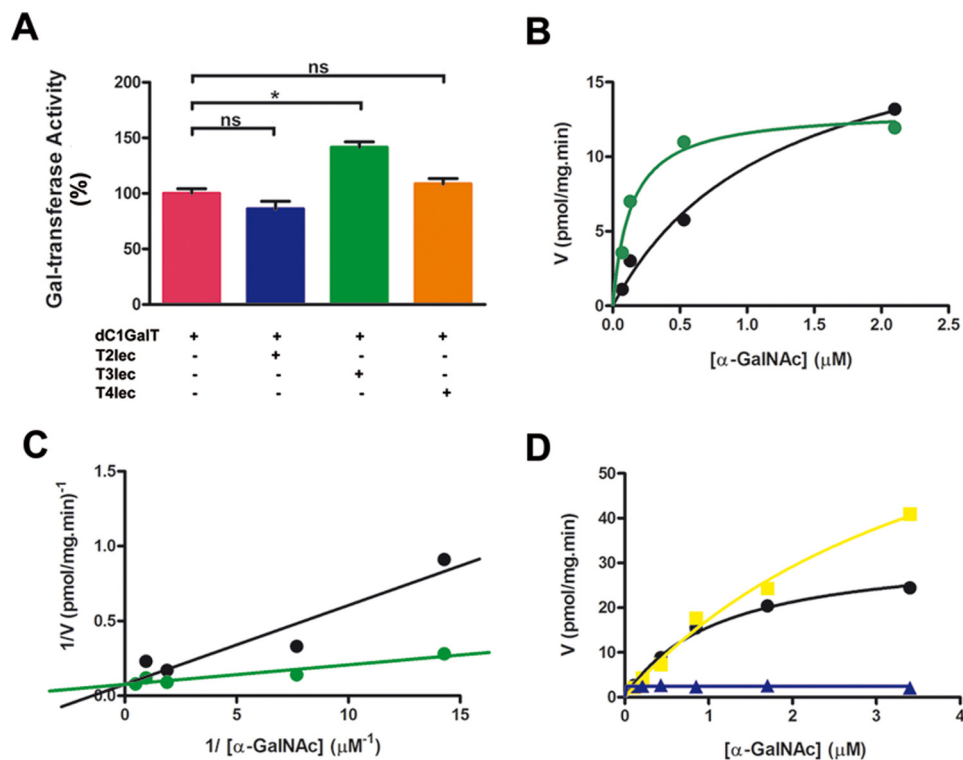 A
Gal-transferase Activity
(%)
200
150
100
50
0
ns
*
ns
dC1GalT + + + +
T2lec - + - -
T3lec - - + -
T4lec - - - +
B
V (pmol/mg.min)
15
10
5
0
0.0 0.5 1.0 1.5 2.0 2.5
[α-GalNAc] (μM)
C
1/V (pmol/mg.min)-1
1.5
1.0
0.5
0.0
0 5 10 15
1/ [α-GalNAc] (μM-1)
D
V (pmol/mg.min)
50
40
30
20
10
0
0 1 2 3 4
[α-GalNAc] (μM)